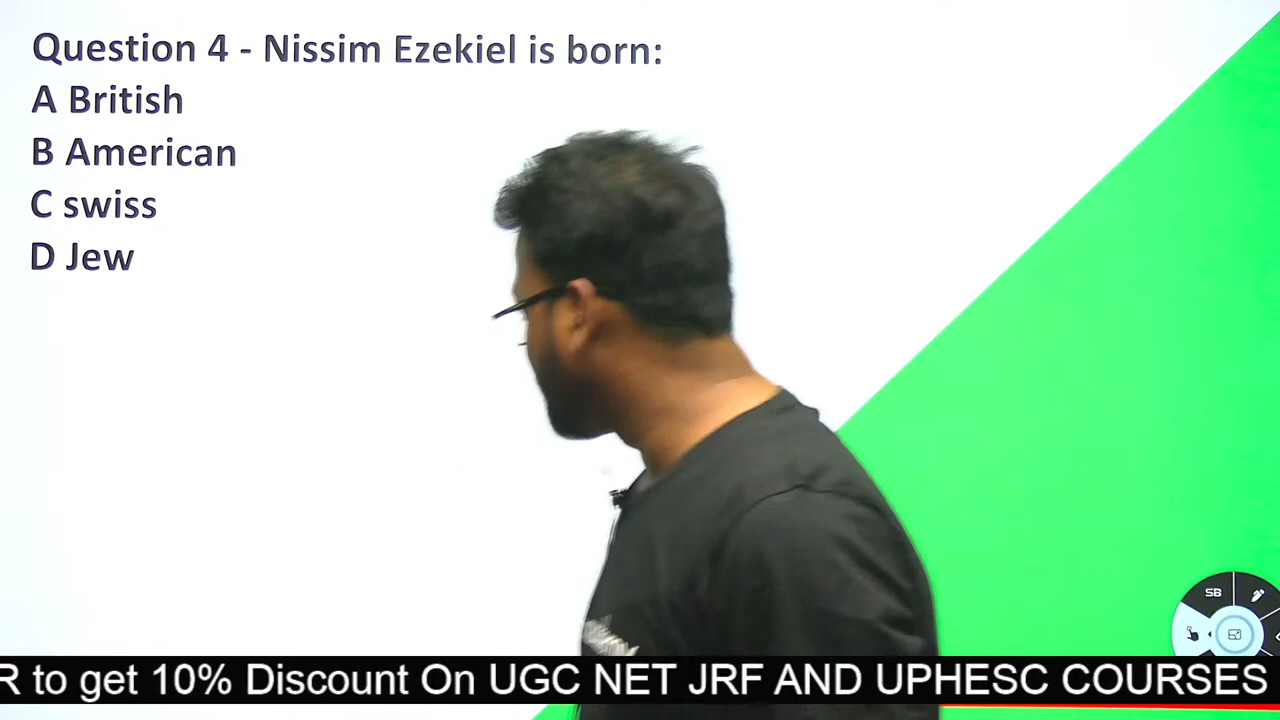 Question 4 - Nissim Ezekiel is born:
A British
B American
C swiss
D Jew
SB
R to get 10% Discount On UGC NET JRF AND UPHESC COURSES